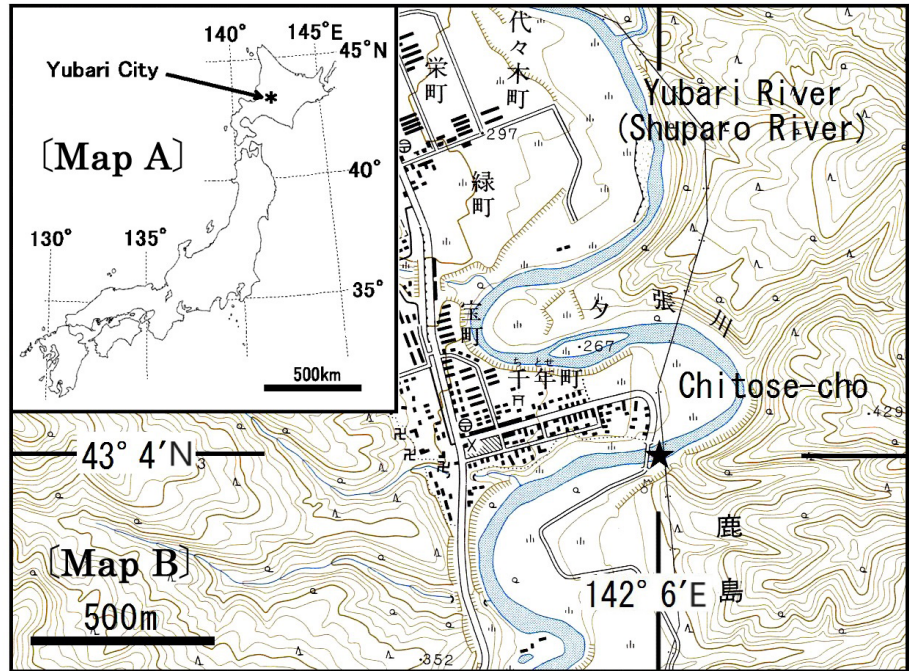 140°
145°E
45°N
Yubari City
*
〔Map A〕
40°
130°
135°
35°
500km
代々木町
栄町
Yubari River
(Shuparo River)
297
緑町
宝町
夕張川
・267
ちとせ
千年町
Chitose-cho
・429
43° 4′N
3
★
鹿島
〔Map B〕
142° 6′E
500m
・352